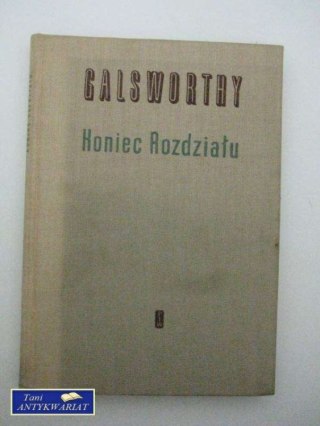 GALSWORTHY
Koniec Rozdziału
Tani
ANTYKWARIAT